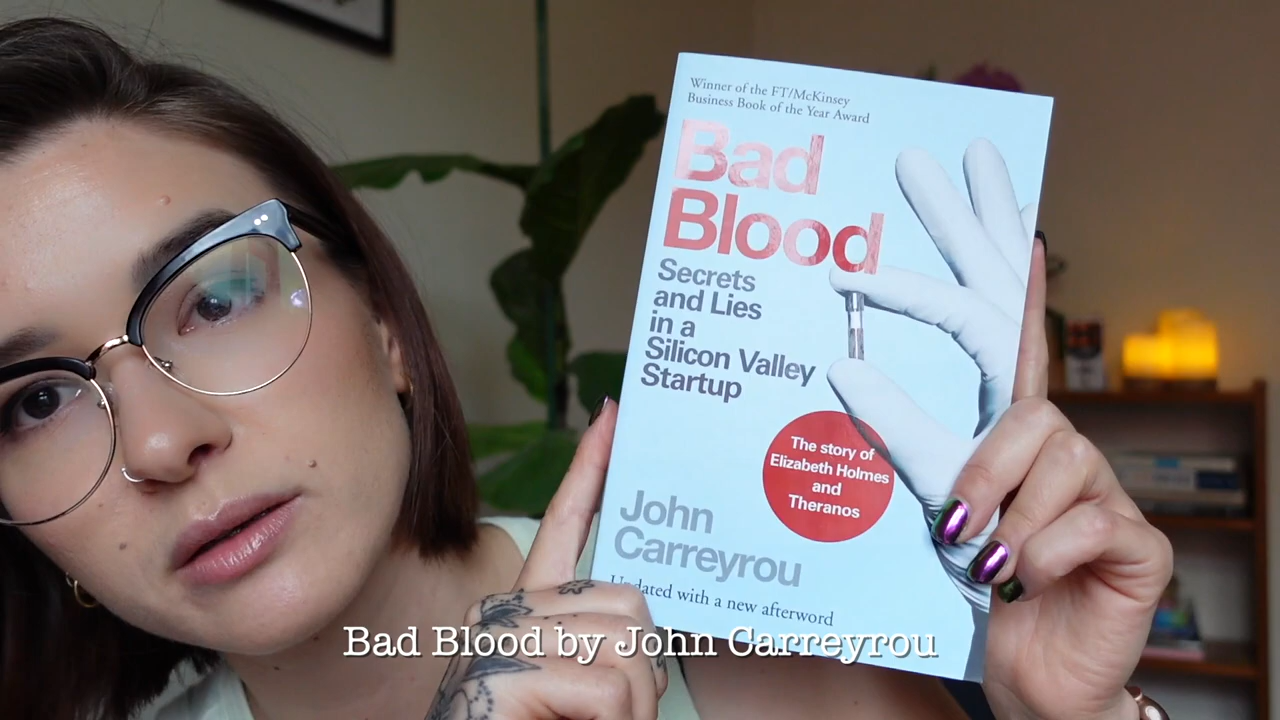 Winner of the FT/McKinsey
Business Book of the Year Award
Bad
Blood
Secrets
and Lies
in a
Silicon Valley
Startup
The story of
Elizabeth Holmes
and
Theranos
John
Carreyrou
Updated with a new afterword
Bad Blood by John Carreyrou